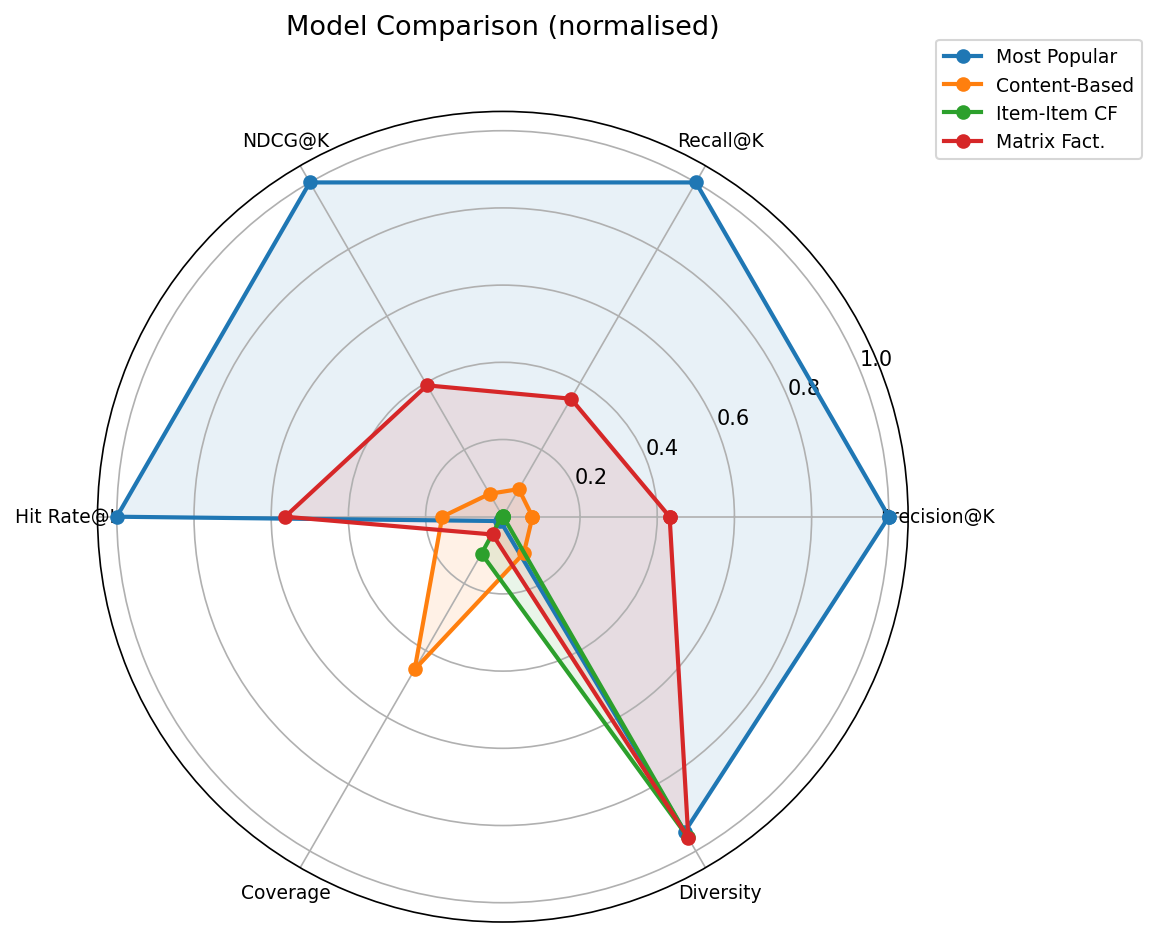 Model Comparison (normalised)
Most Popular
Content-Based
Item-Item CF
Matrix Fact.
NDCG@K
Recall@K
1.0
0.8
0.6
0.4
0.2
Hit Rate@
Precision@K
Coverage
Diversity